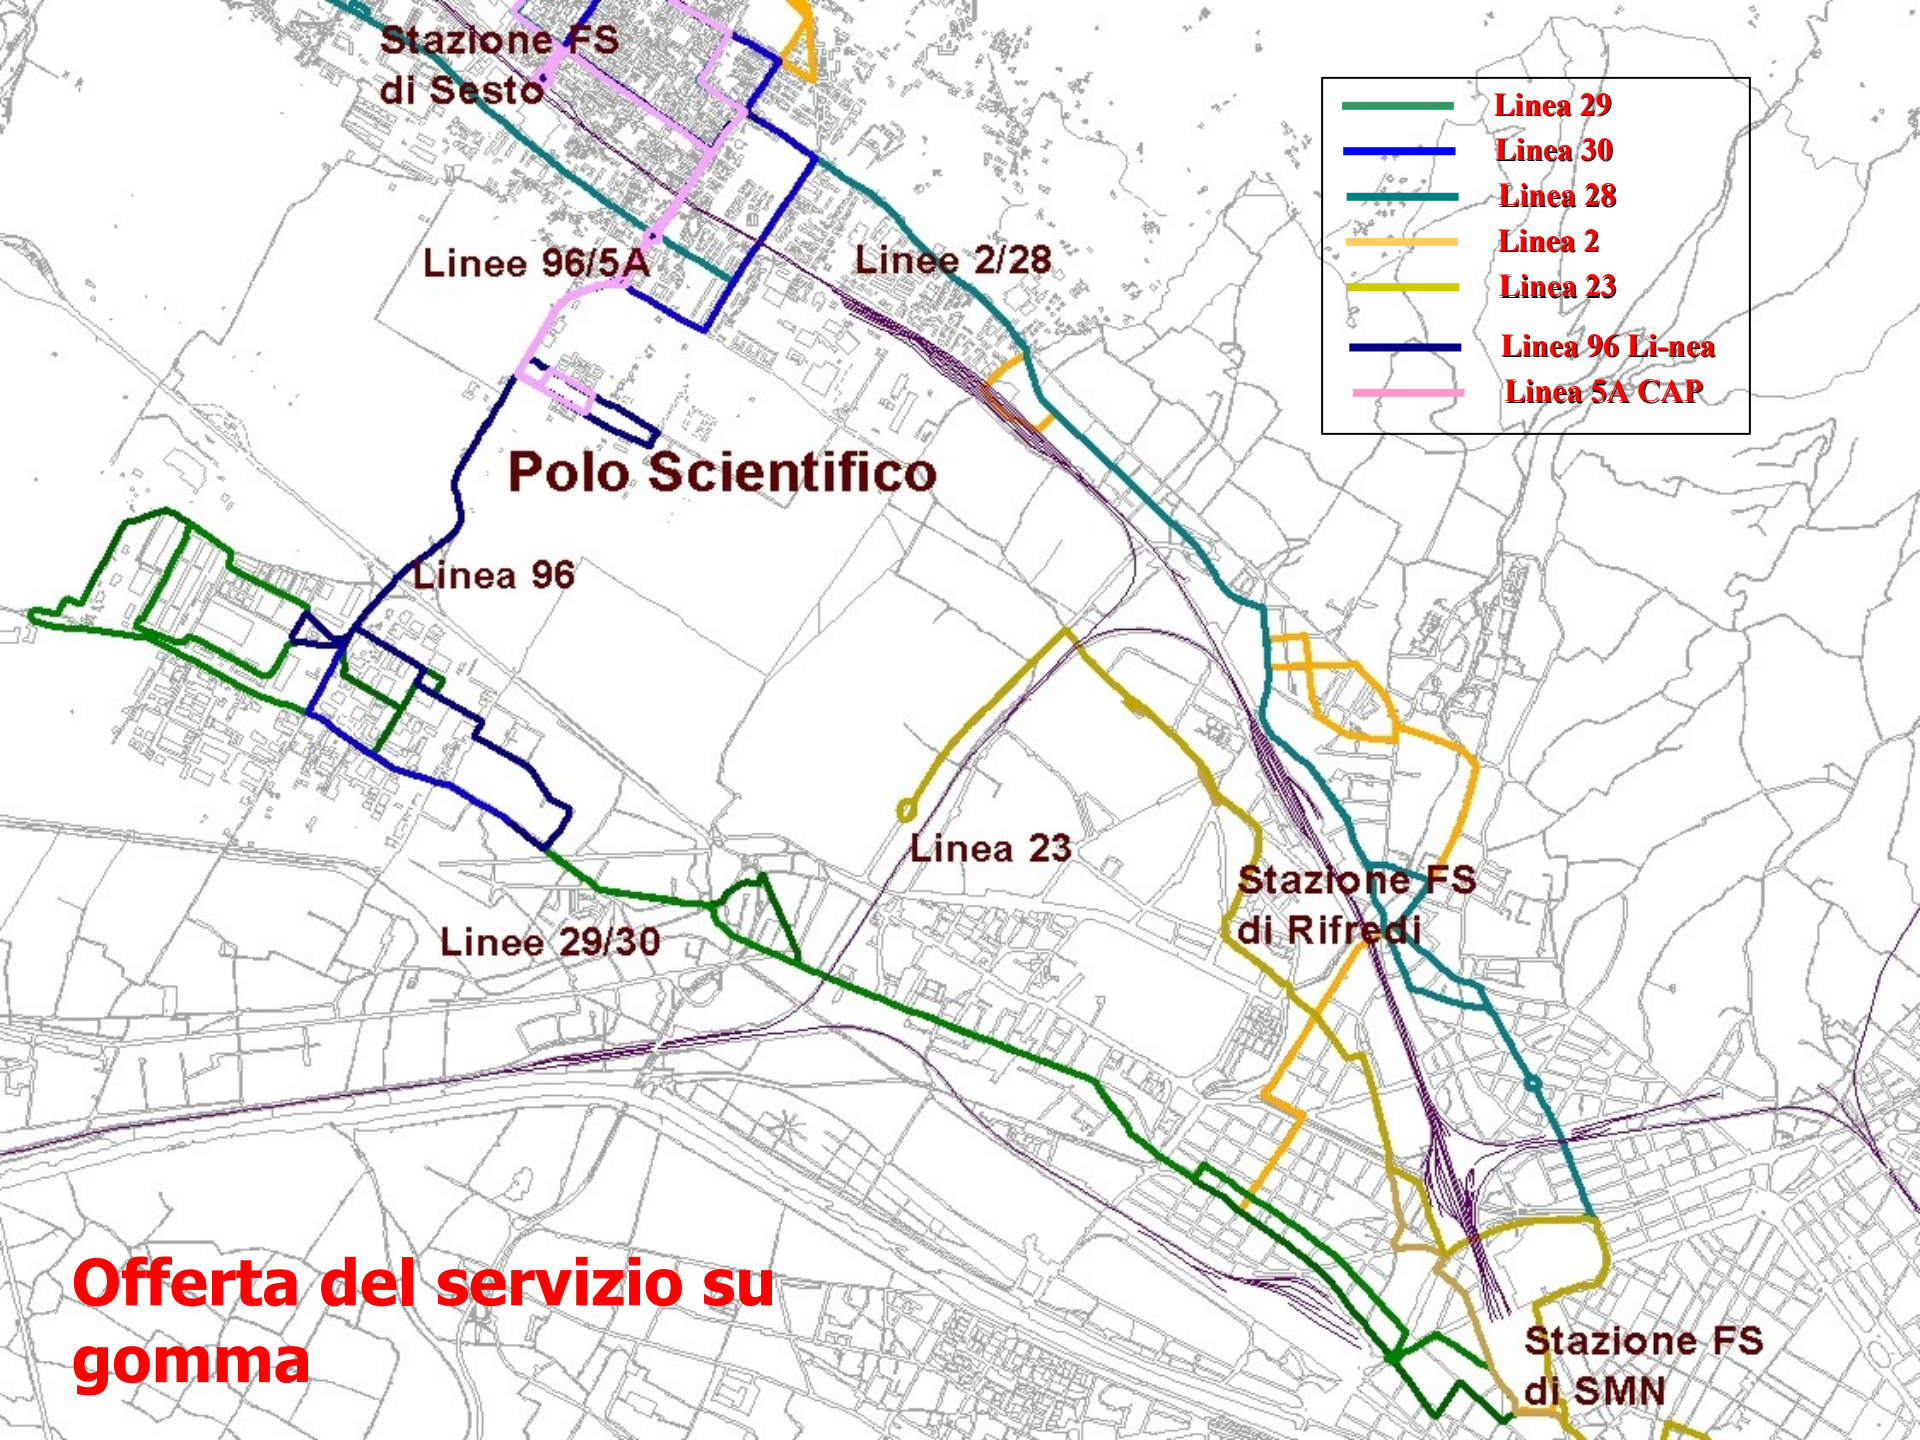 Stazione FS
di Sesto
Linea 29
Linea 30
Linea 28
Linea 2
Linea 23
Linea 96 Li-nea
Linea 5A CAP
Linee 96/5A
Linee 2/28
Polo Scientifico
Linea 96
Linea 23
Stazione FS
di Rifredi
Linee 29/30
Offerta del servizio su
gomma
Stazione FS
di SMN